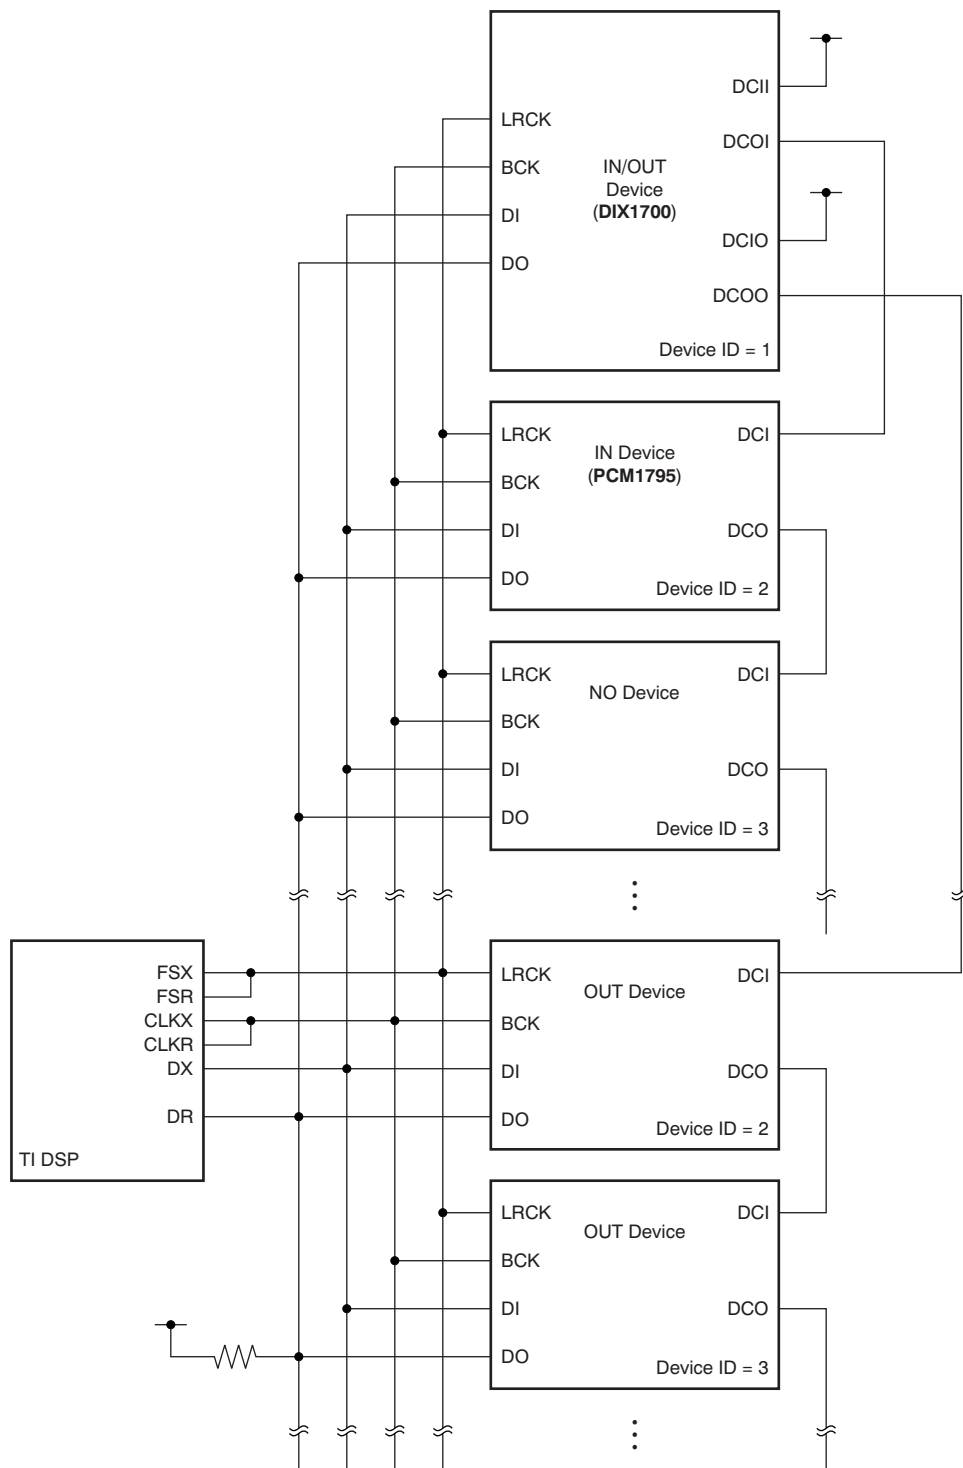 DCII
LRCK
DCOI
BCK
IN/OUT
Device
(DIX1700)
DI
DCIO
DO
DCOO
Device ID = 1
LRCK
DCI
IN Device
(PCM1795)
BCK
DI
DCO
DO
Device ID = 2
LRCK
DCI
NO Device
BCK
DI
DCO
DO
Device ID = 3
FSX
FSR
CLKX
CLKR
DX
DR
TI DSP
LRCK
DCI
OUT Device
BCK
DI
DCO
DO
Device ID = 2
LRCK
DCI
OUT Device
BCK
DI
DCO
DO
Device ID = 3